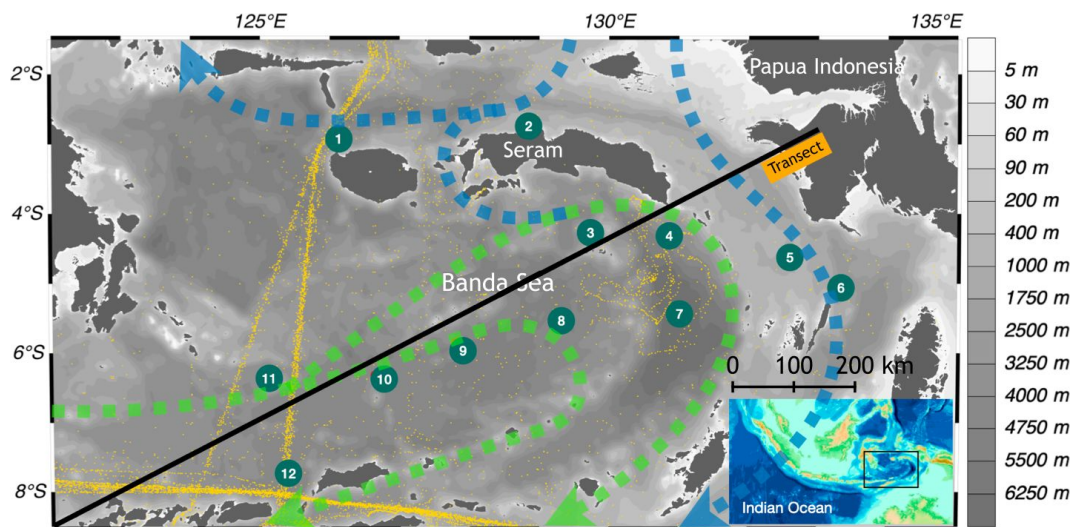 125°E 130°E 135°E
2°S
4°S
6°S
8°S
Papua Indonesia
Transect
Seram
Banda Sea
1
2
3
4
5
6
7
8
9
10
11
12
0 100 200 km
Indian Ocean
5 m
30 m
60 m
90 m
200 m
400 m
1000 m
1750 m
2500 m
3250 m
4000 m
4750 m
5500 m
6250 m